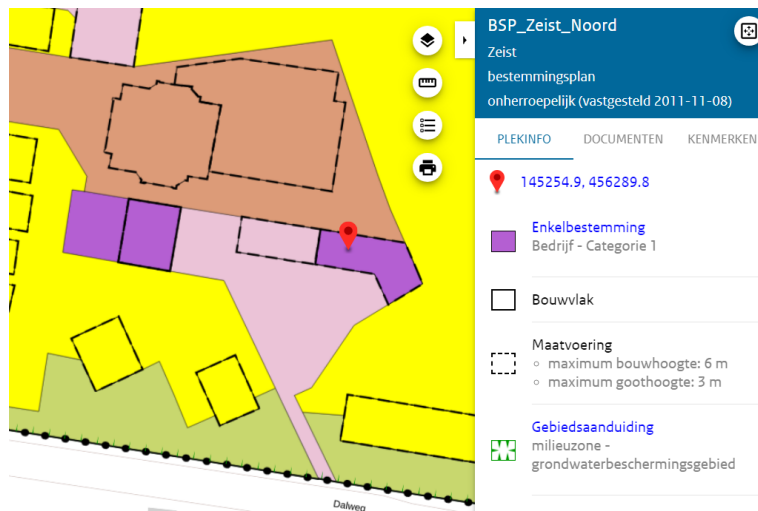 BSP_Zeist_Noord
Zeist
bestemmingsplan
onherroepelijk (vastgesteld 2011-11-08)
PLEKINFO DOCUMENTEN KENMERKEN
145254.9, 456289.8
Enkelbestemming
Bedrijf - Categorie 1
Bouwvlak
Maatvoering
maximum bouwhoogte: 6 m
maximum goothoogte: 3 m
Gebiedsaanduiding
milieuzone -
grondwaterbeschermingsgebied
Dalweg